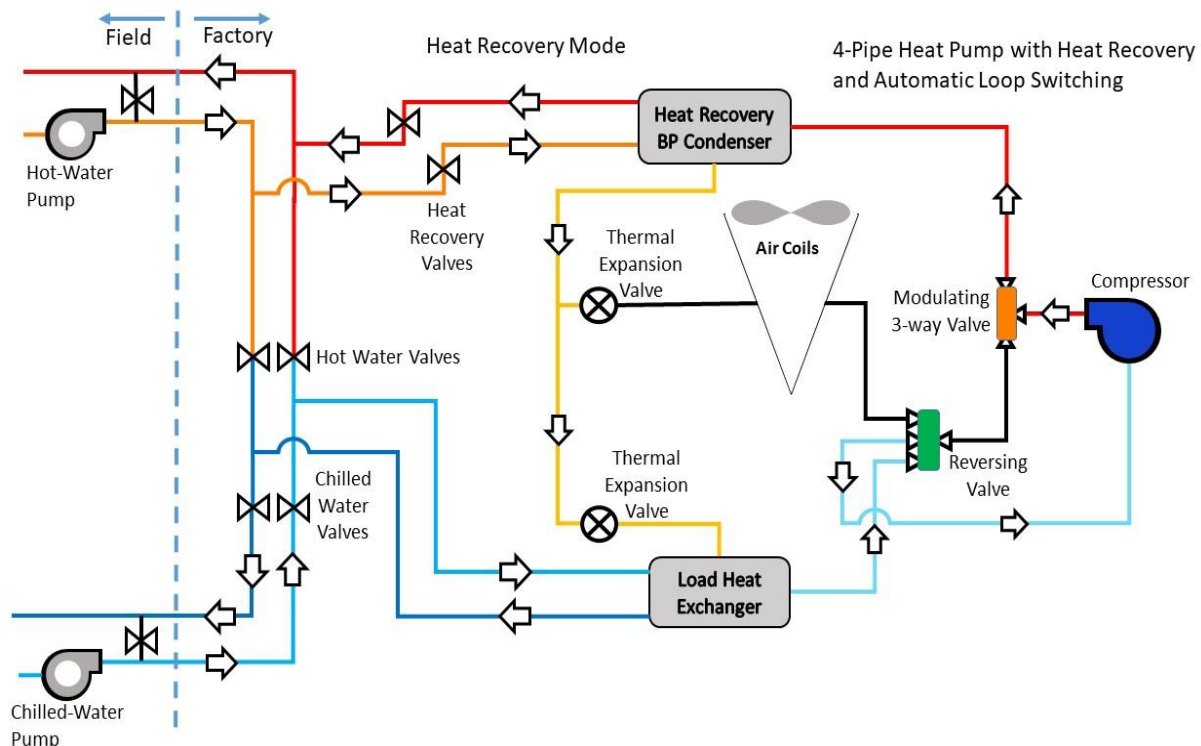 Field
Factory
Heat Recovery Mode
4-Pipe Heat Pump with Heat Recovery
and Automatic Loop Switching
Hot-Water
Pump
Heat
Recovery
Valves
Heat Recovery
BP Condenser
Thermal
Expansion
Valve
Air Coils
Modulating
3-way Valve
Compressor
Hot Water Valves
Chilled
Water
Valves
Thermal
Expansion
Valve
Reversing
Valve
Load Heat
Exchanger
Chilled-Water
Pump